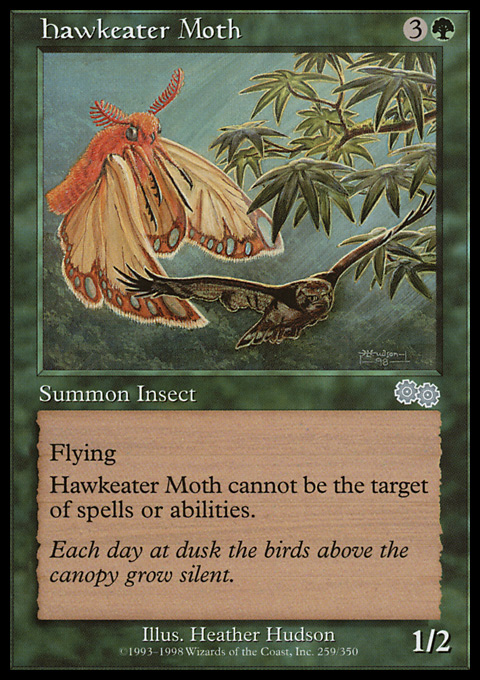 Hawkeater Moth 3
Summon Insect
Flying
Hawkeater Moth cannot be the target
of spells or abilities.
Each day at dusk the birds above the
canopy grow silent.
Illus. Heather Hudson
©1993–1998 Wizards of the Coast, Inc. 259/350
1/2